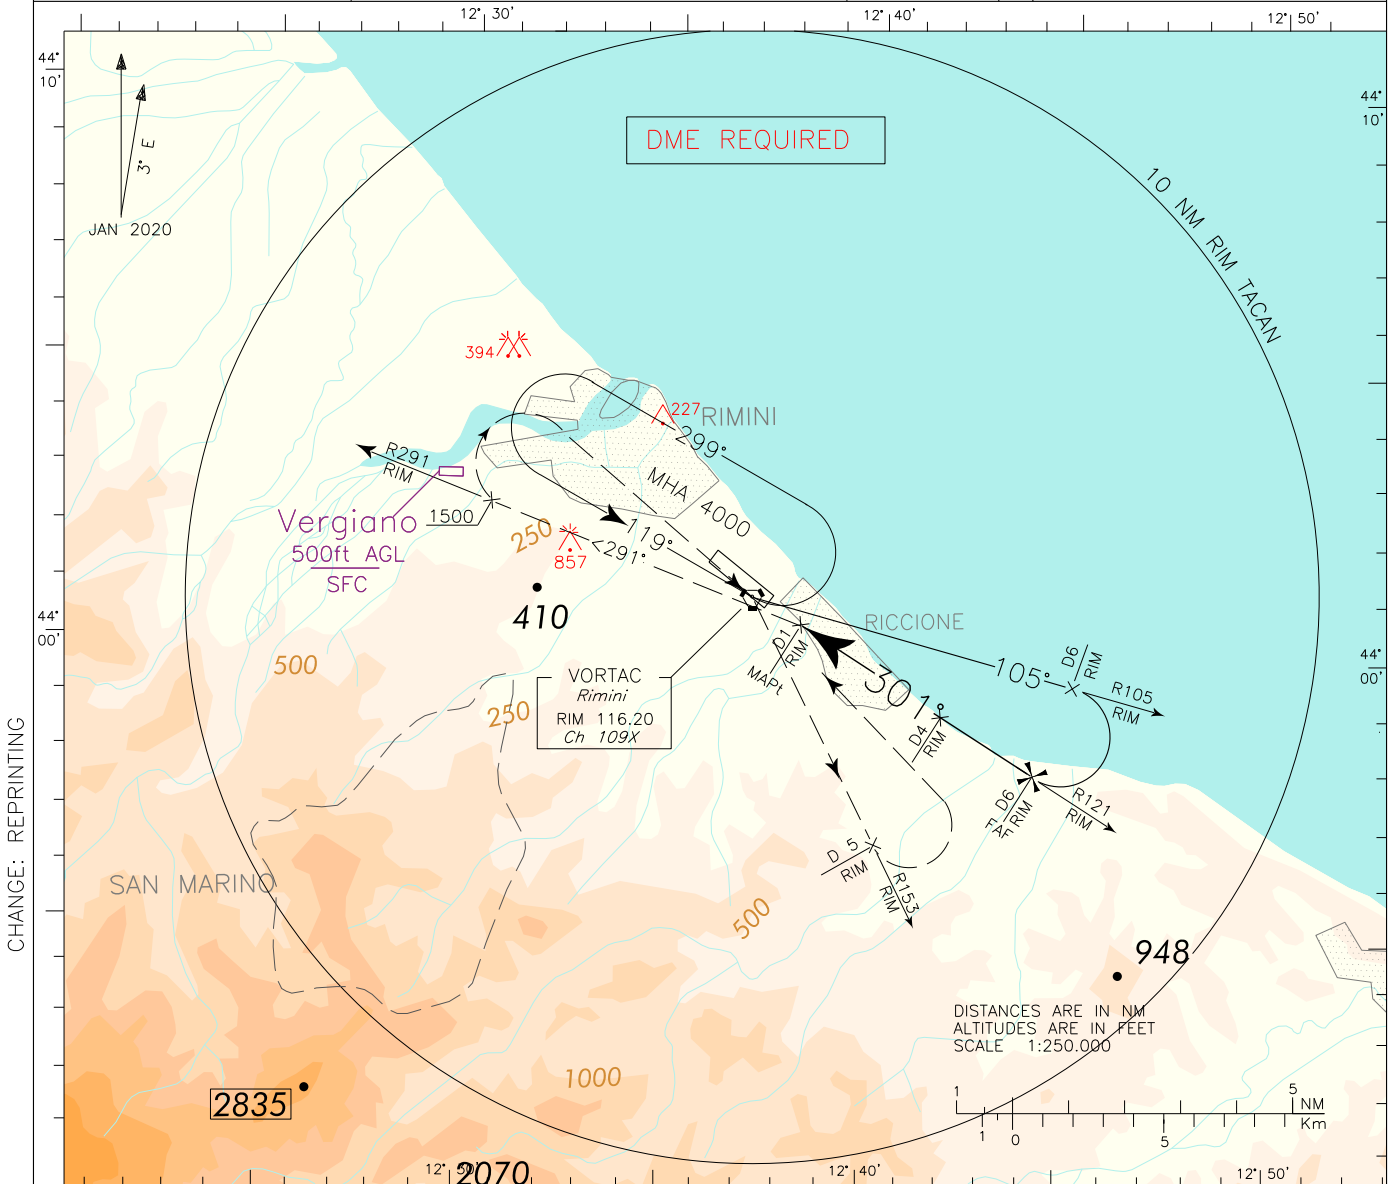 12° 30'
12° 40'
12° 50'
44°
10'
44°
10'
3° E
JAN 2020
DME REQUIRED
10 NM RIM TACAN
394
227
RIMINI
<299°
R291
RIM
MHA 4000
Vergiano
1500
500ft AGL
SFC
250
119°
<291°
857
410
44°
00'
RICCIONE
D1
RIM
MAPt
500
VORTAC
Rimini
RIM 116.20
Ch 109X
250
301°
105°
D6
RIM
R105
RIM
44°
00'
D4
RIM
D6
RIM
FAF
R121
RIM
D 5
RIM
R153
RIM
CHANGE: REPRINTING
SAN MARINO
500
948
DISTANCES ARE IN NM
ALTITUDES ARE IN FEET
SCALE 1:250.000
1000
2835
1
5
NM
Km
1
0
5
12° 30'
2070
12° 40'
12° 50'